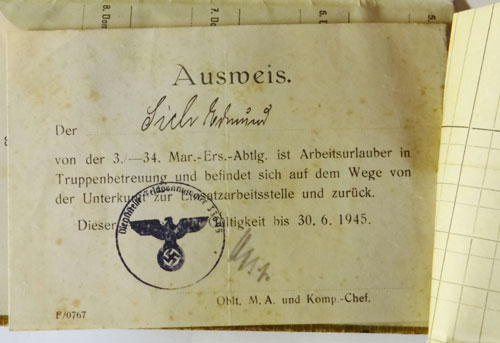 Ausweis.
Der Edmund
von der 3./—34. Mar.-Ers.-Abtlg. ist Arbeitsurlauber in
Truppenbetreuung und befindet sich auf dem Wege von
der Unterkunft zur Einsatzarbeitsstelle und zurück.
Dieser Gültigkeit bis 30. 6. 1945.
Dienststelle Feldpostnummer
Oblt. M. A. und Komp.-Chef.
F/0767